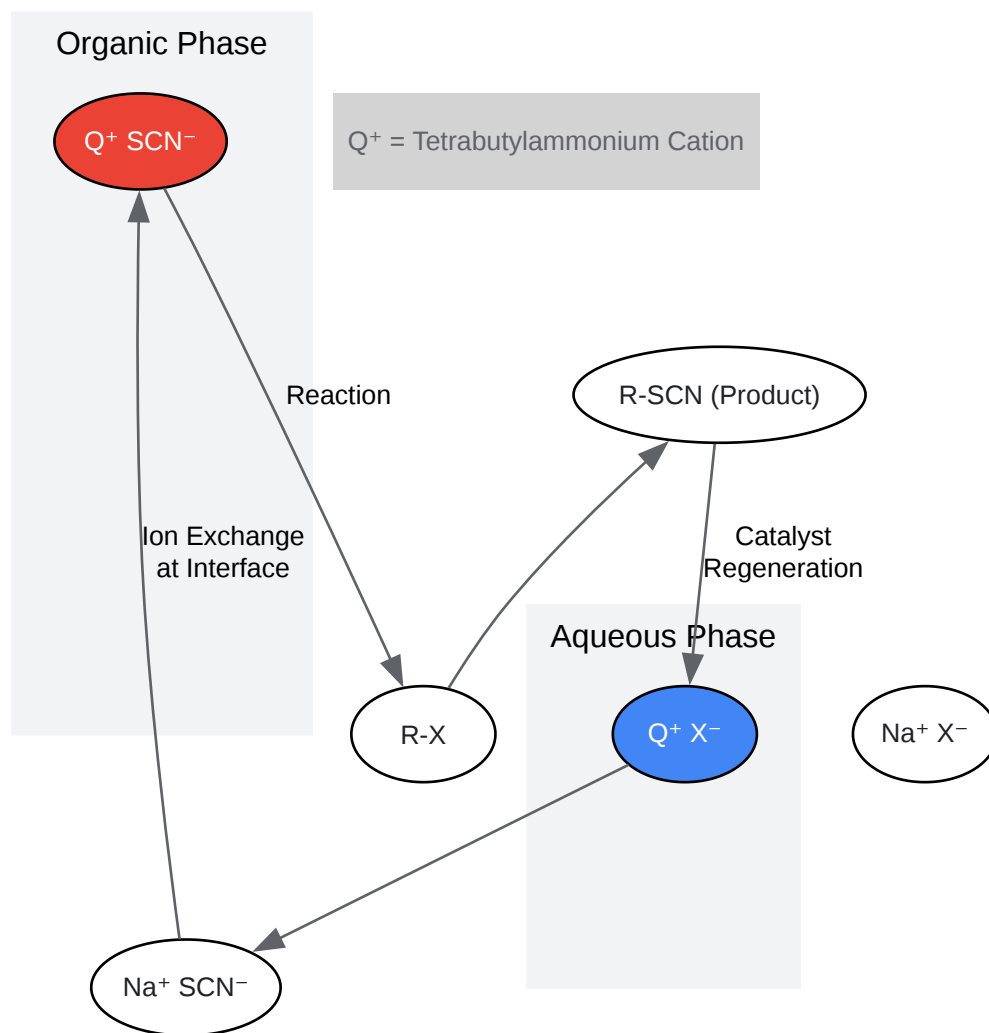 Organic Phase
Q⁺ SCN⁻
Q⁺ = Tetrabutylammonium Cation
Reaction
R-SCN (Product)
Ion Exchange
at Interface
Catalyst
Regeneration
Aqueous Phase
R-X
Q⁺ X⁻
Na⁺ X⁻
Na⁺ SCN⁻